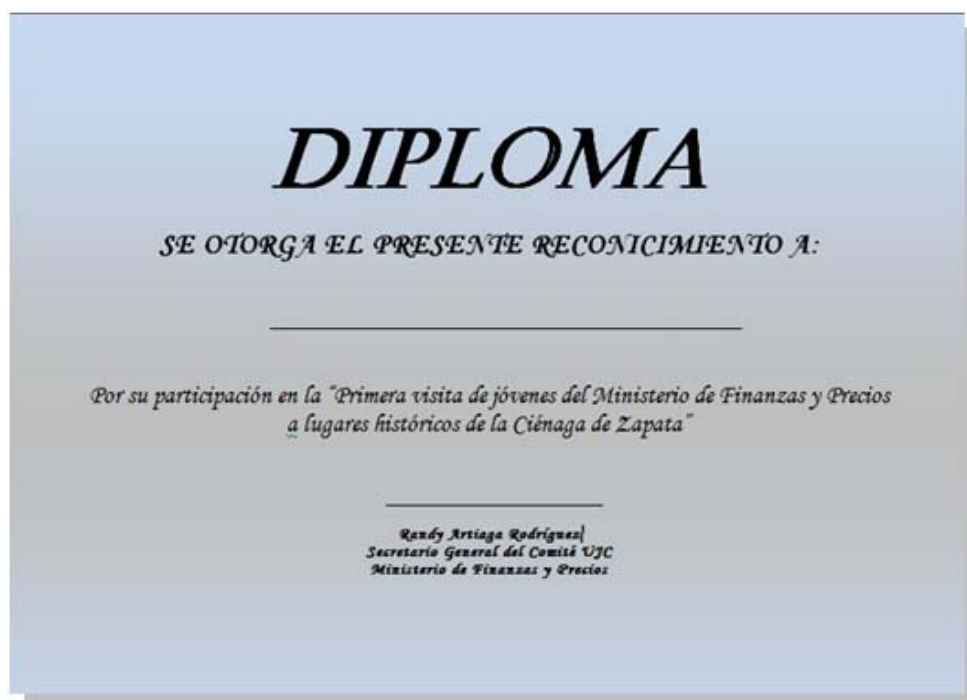 DIPLOMA
SE OTORGA EL PRESENTE RECONICIMIENTO A:
Por su participación en la "Primera visita de jóvenes del Ministerio de Finanzas y Precios
a lugares históricos de la Ciénaga de Zapata"
Randy Artiaga Rodríguez
Secretario General del Comité UJC
Ministerio de Finanzas y Precios